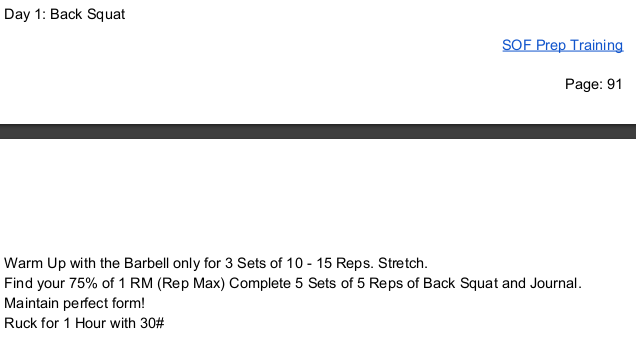 Day 1: Back Squat
SOF Prep Training
Page: 91
Warm Up with the Barbell only for 3 Sets of 10 - 15 Reps. Stretch.
Find your 75% of 1 RM (Rep Max) Complete 5 Sets of 5 Reps of Back Squat and Journal.
Maintain perfect form!
Ruck for 1 Hour with 30#